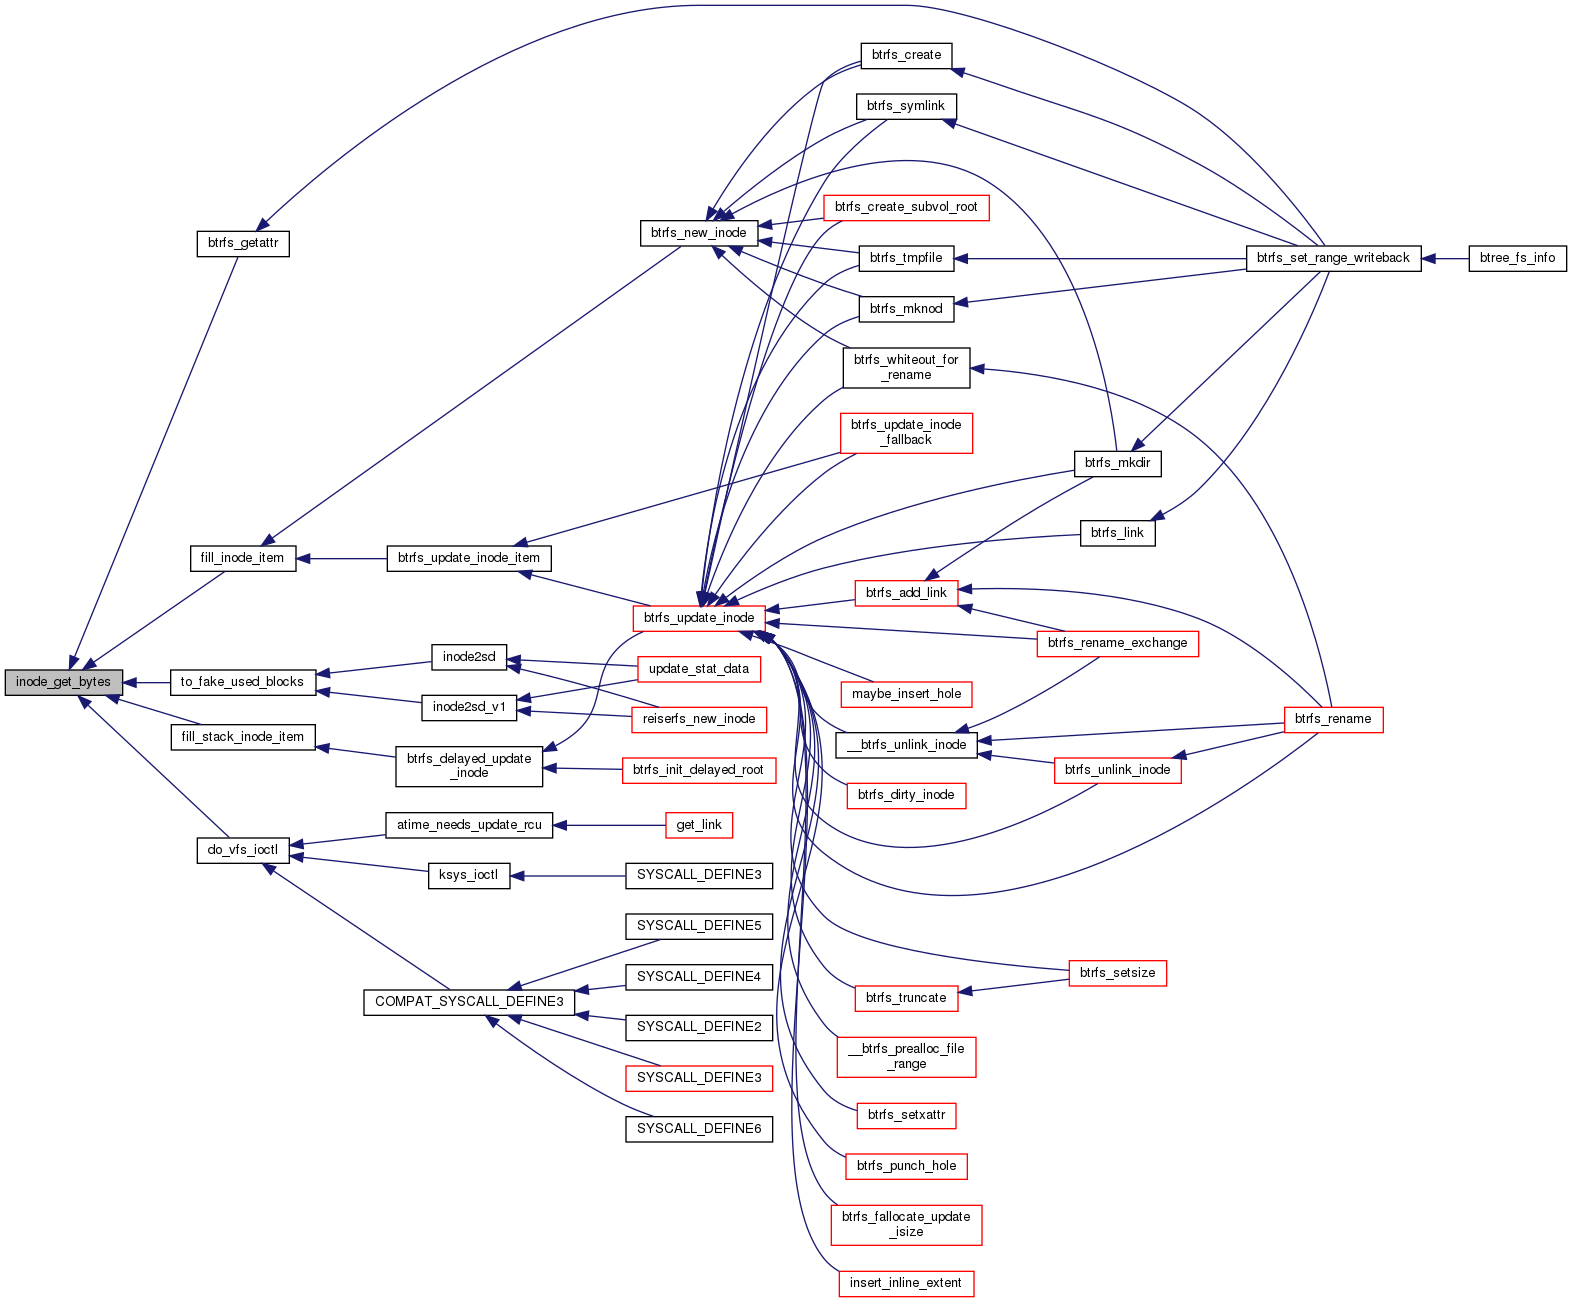 btrfs_create
btrfs_symlink
btrfs_create_subvol_root
btrfs_new_inode
btrfs_getattr
btrfs_tmpfile
btrfs_set_range_writeback
btree_fs_info
btrfs_mknod
btrfs_whiteout_for
_rename
btrfs_update_inode
_fallback
btrfs_mkdir
btrfs_link
fill_inode_item
btrfs_update_inode_item
btrfs_add_link
btrfs_update_inode
btrfs_rename_exchange
inode2sd
update_stat_data
inode_get_bytes
to_fake_used_blocks
maybe_insert_hole
inode2sd_v1
reiserfs_new_inode
btrfs_rename
fill_stack_inode_item
__btrfs_unlink_inode
btrfs_delayed_update
_inode
btrfs_init_delayed_root
btrfs_unlink_inode
btrfs_dirty_inode
atime_needs_update_rcu
get_link
do_vfs_ioctl
ksys_ioctl
SYSCALL_DEFINE3
SYSCALL_DEFINE5
SYSCALL_DEFINE4
btrfs_setsize
COMPAT_SYSCALL_DEFINE3
btrfs_truncate
SYSCALL_DEFINE2
__btrfs_prealloc_file
_range
SYSCALL_DEFINE3
btrfs_setxattr
SYSCALL_DEFINE6
btrfs_punch_hole
btrfs_fallocate_update
_isize
insert_inline_extent